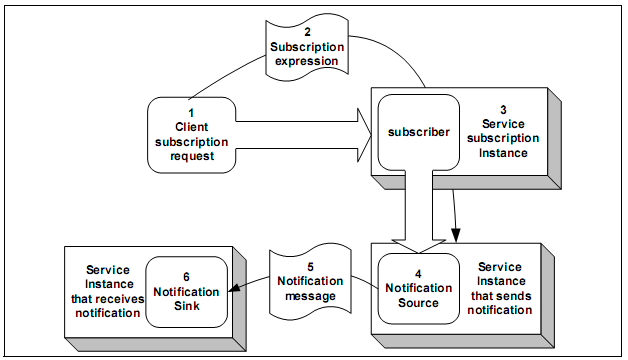 2
Subscription
expression
1
Client
subscription
request
subscriber
3
Service
subscription
Instance
Service
Instance
that receives
notification
6
Notification
Sink
5
Notification
message
4
Notification
Source
Service
Instance
that sends
notification